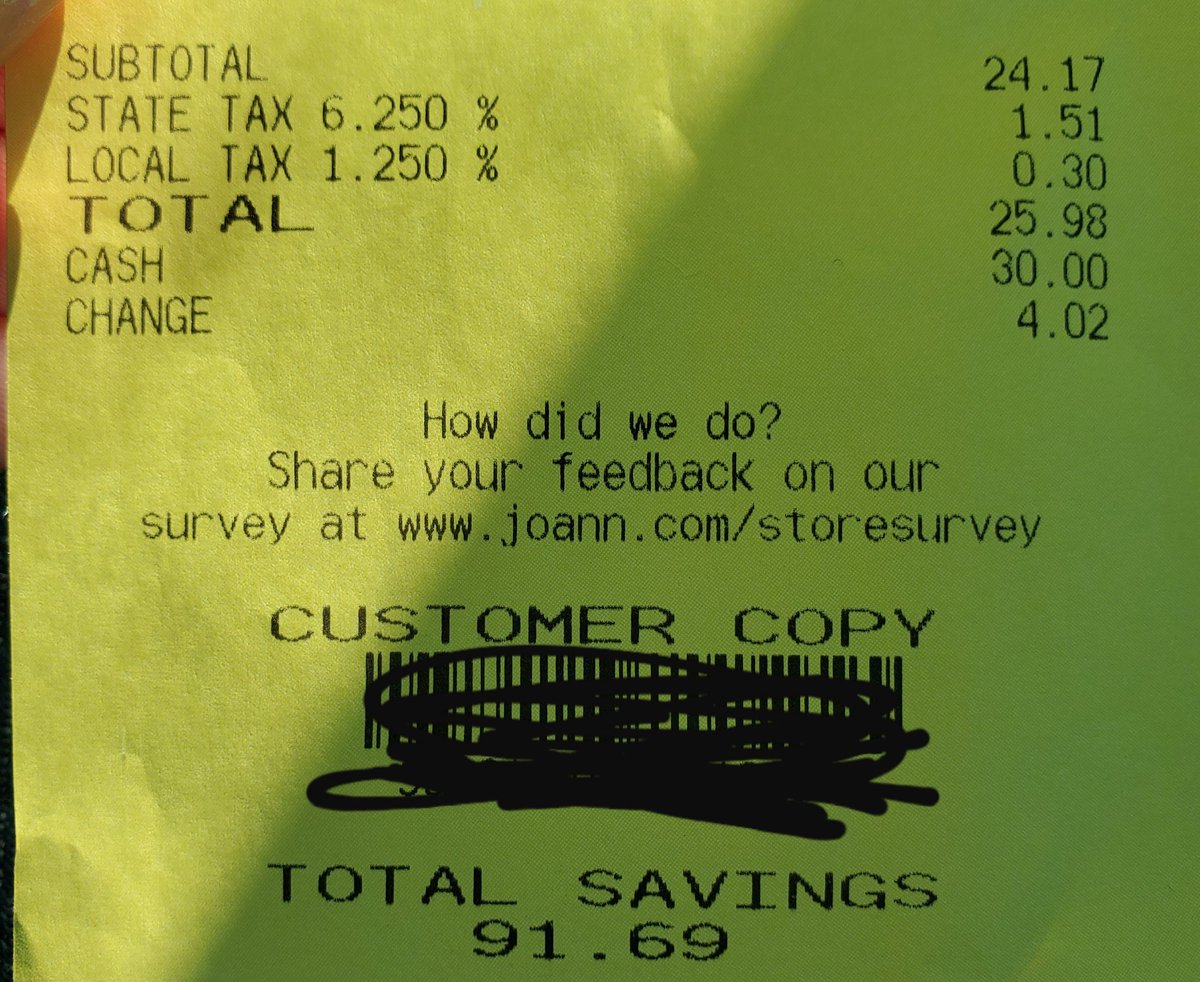 SUBTOTAL 24.17
STATE TAX 6.250 % 1.51
LOCAL TAX 1.250 % 0.30
TOTAL 25.98
CASH 30.00
CHANGE 4.02
How did we do?
Share your feedback on our
survey at www.joann.com/storesurvey
CUSTOMER COPY
TOTAL SAVINGS
91.69